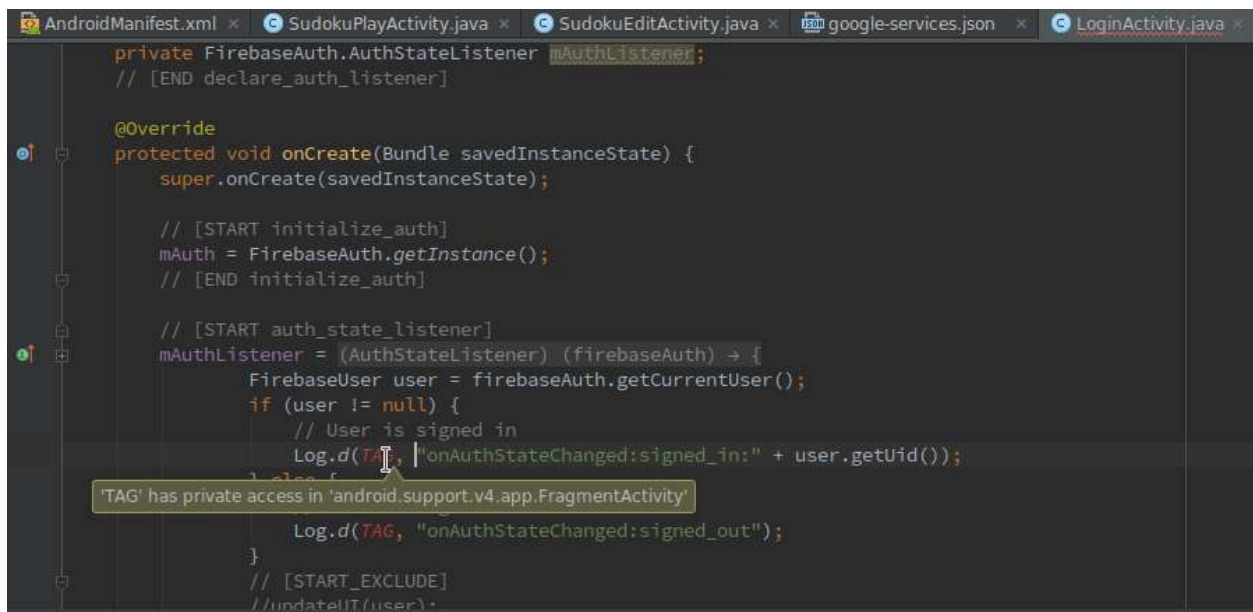 AndroidManifest.xml × SudokuPlayActivity.java × SudokuEditActivity.java × google-services.json × LoginActivity.java ×
private FirebaseAuth.AuthStateListener mAuthListener;
// [END declare_auth_listener]
@Override
protected void onCreate(Bundle savedInstanceState) {
super.onCreate(savedInstanceState);
// [START initialize_auth]
mAuth = FirebaseAuth.getInstance();
// [END initialize_auth]
// [START auth_state_listener]
mAuthListener = (AuthStateListener) (firebaseAuth) → {
FirebaseUser user = firebaseAuth.getCurrentUser();
if (user != null) {
// User is signed in
Log.d(TAG, "onAuthStateChanged:signed_in:" + user.getUid());
} else {
'TAG' has private access in 'android.support.v4.app.FragmentActivity'
Log.d(TAG, "onAuthStateChanged:signed_out");
}
// [START_EXCLUDE]
//updateUI(user);